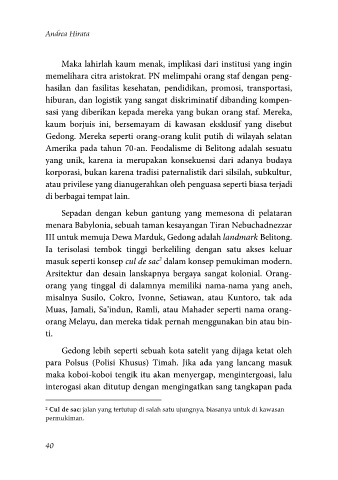 Andrea Hirata
Maka lahirlah kaum menak, implikasi dari institusi yang ingin
memelihara citra aristokrat. PN melimpahi orang staf dengan peng-
hasilan dan fasilitas kesehatan, pendidikan, promosi, transportasi,
hiburan, dan logistik yang sangat diskriminatif dibanding kompen-
sasi yang diberikan kepada mereka yang bukan orang staf. Mereka,
kaum borjuis ini, bersemayam di kawasan eksklusif yang disebut
Gedong. Mereka seperti orang-orang kulit putih di wilayah selatan
Amerika pada tahun 70-an. Feodalisme di Belitong adalah sesuatu
yang unik, karena ia merupakan konsekuensi dari adanya budaya
korporasi, bukan karena tradisi paternalistik dari silsilah, subkultur,
atau privilese yang dianugerahkan oleh penguasa seperti biasa terjadi
di berbagai tempat lain.
Sepadan dengan kebun gantung yang memesona di pelataran
menara Babylonia, sebuah taman kesayangan Tiran Nebuchadnezzar
III untuk memuja Dewa Marduk, Gedong adalah landmark Belitong.
Ia terisolasi tembok tinggi berkeliling dengan satu akses keluar
masuk seperti konsep cul de sac² dalam konsep pemukiman modern.
Arsitektur dan desain lanskapnya bergaya sangat kolonial. Orang-
orang yang tinggal di dalamnya memiliki nama-nama yang aneh,
misalnya Susilo, Cokro, Ivonne, Setiawan, atau Kuntoro, tak ada
Muas, Jamali, Sa'indun, Ramli, atau Mahader seperti nama orang-
orang Melayu, dan mereka tidak pernah menggunakan bin atau bin-
ti.
Gedong lebih seperti sebuah kota satelit yang dijaga ketat oleh
para Polsus (Polisi Khusus) Timah. Jika ada yang lancang masuk
maka koboi-koboi tengik itu akan menyergap, mengintergoasi, lalu
interogasi akan ditutup dengan mengingatkan sang tangkapan pada
² Cul de sac: jalan yang tertutup di salah satu ujungnya, biasanya untuk di kawasan
permukiman.
40